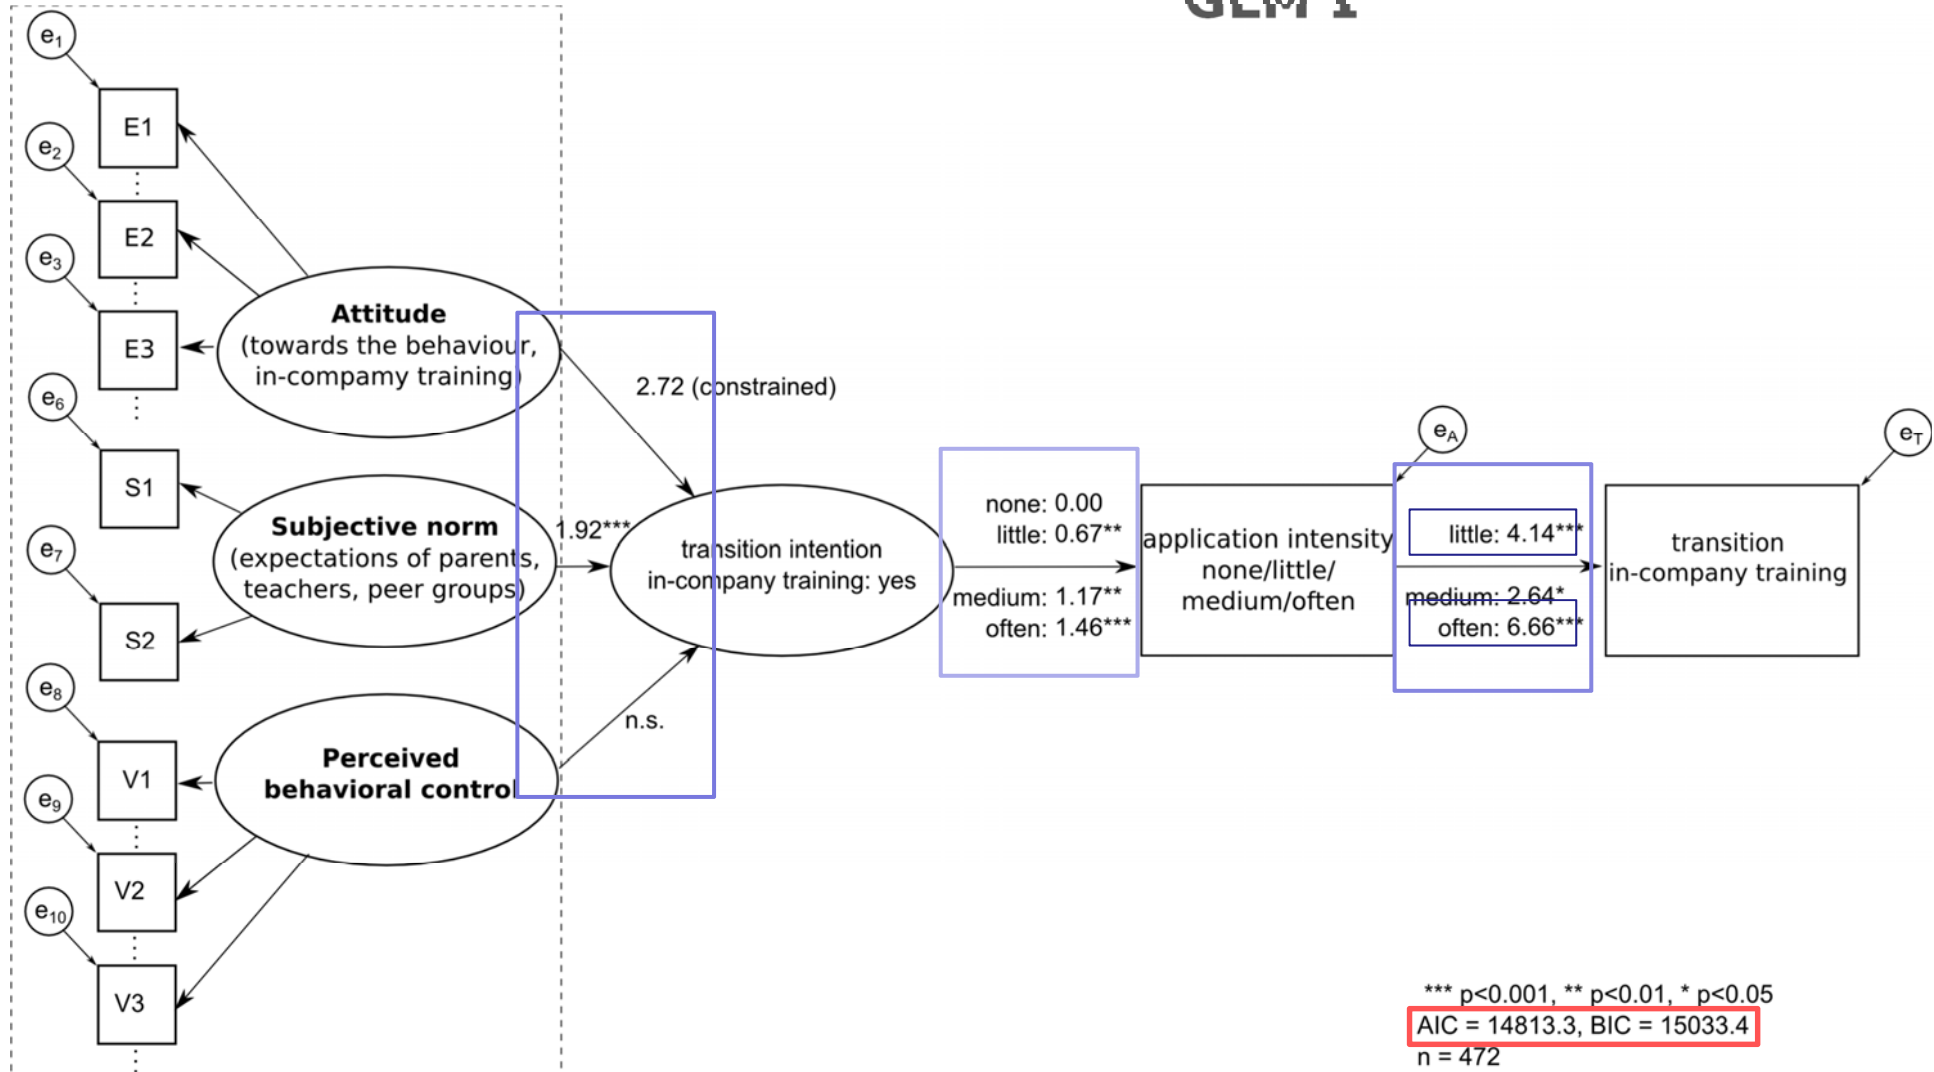 GLM I
e1
E1
e2
E2
e3
E3
e6
S1
e7
S2
e8
V1
e9
V2
e10
V3
Attitude
(towards the behaviour,
in-compamy training)
Subjective norm
(expectations of parents,
teachers, peer groups)
Perceived
behavioral control
2.72 (constrained)
1.92***
n.s.
transition intention
in-company training: yes
none: 0.00
little: 0.67**
medium: 1.17**
often: 1.46***
application intensity
none/little/
medium/often
eA
little: 4.14***
medium: 2.64*
often: 6.66***
eT
transition
in-company training
*** p<0.001, ** p<0.01, * p<0.05
AIC = 14813.3, BIC = 15033.4
n = 472